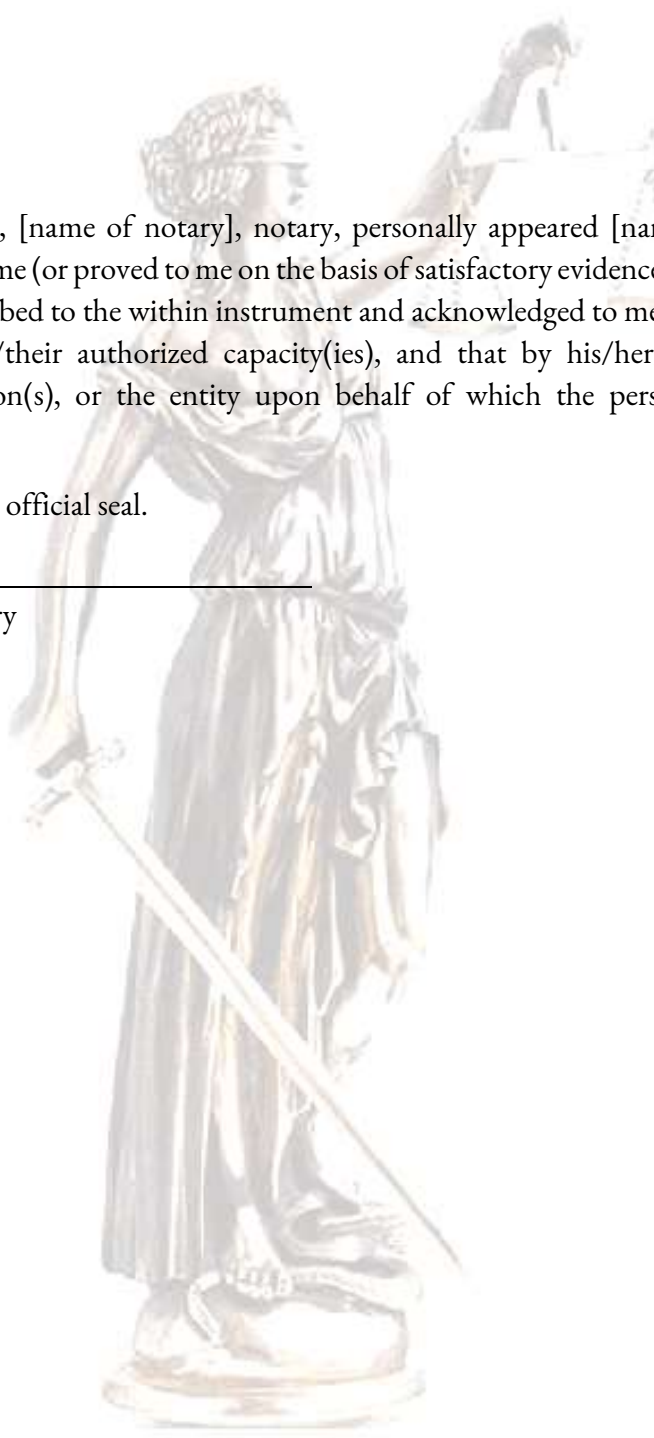 , [name of notary], notary, personally appeared [nar
me (or proved to me on the basis of satisfactory evidence
bed to the within instrument and acknowledged to me
/their authorized capacity(ies), and that by his/her
on(s), or the entity upon behalf of which the pers
official seal.
ry